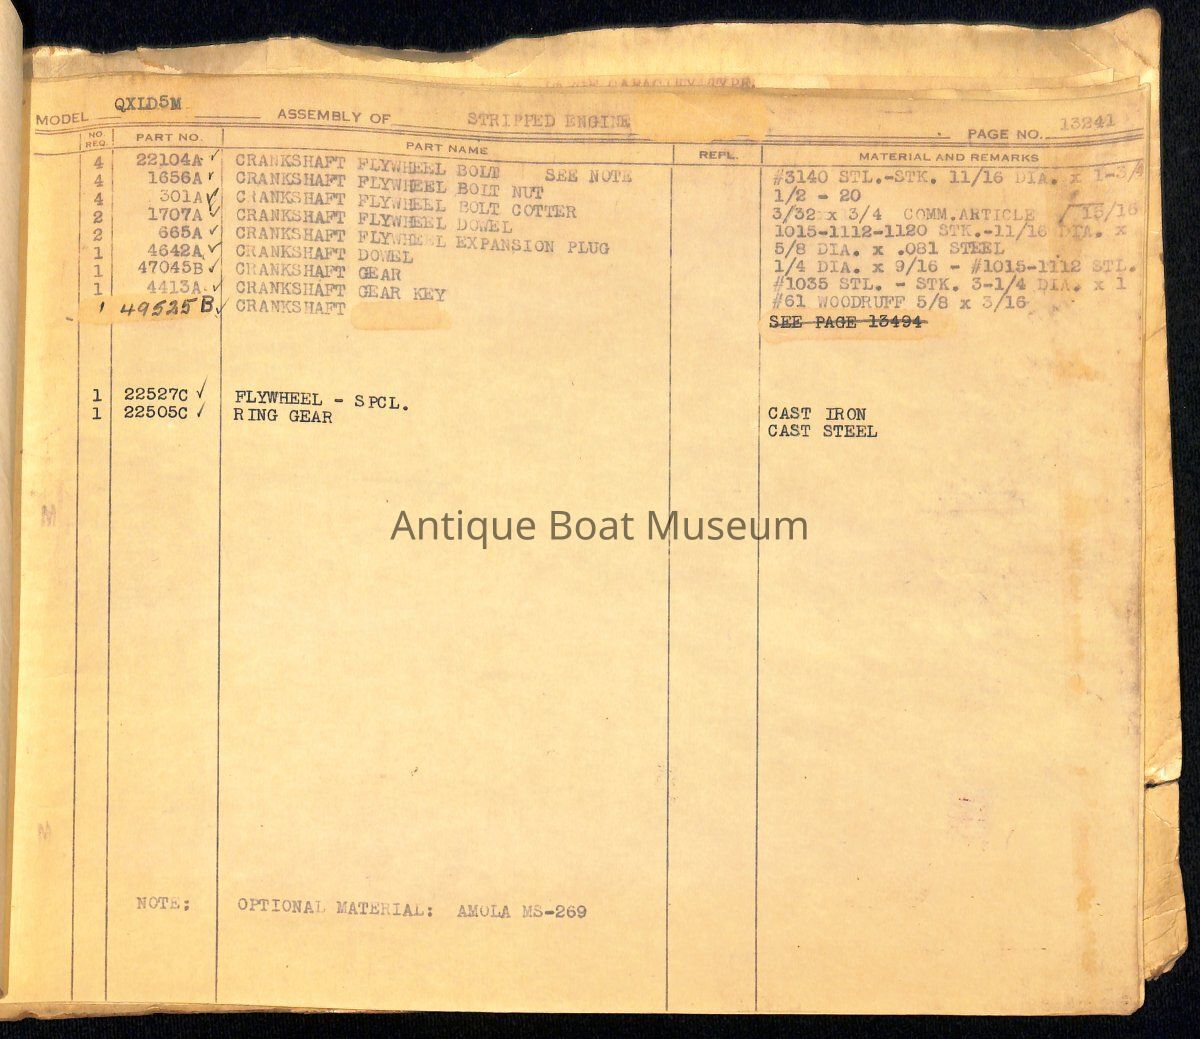 MODEL QXLD5M ASSEMBLY OF STRIPPED ENGINE PAGE NO. 13241
NO. REQ. PART NO. PART NAME REPL. MATERIAL AND REMARKS
4 22104A ✓ CRANKSHAFT FLYWHEEL BOLT SEE NOTE #3140 STL.-STK. 11/16 DIA. x 1-3/4
4 1656A ✓ CRANKSHAFT FLYWHEEL BOLT NUT 1/2 - 20
4 301A ✓ CRANKSHAFT FLYWHEEL BOLT COTTER 3/32 x 3/4 COMM.ARTICLE
2 1707A ✓ CRANKSHAFT FLYWHEEL DOWEL 1015-1112-1120 STK.-11/16 DIA. x 15/16
2 665A ✓ CRANKSHAFT FLYWHEEL EXPANSION PLUG 5/8 DIA. x .081 STEEL
1 4642A ✓ CRANKSHAFT DOWEL 1/4 DIA. x 9/16 - #1015-1112 STL.
1 47045B ✓ CRANKSHAFT GEAR #1035 STL. - STK. 3-1/4 DIA. x 1
1 4413A ✓ CRANKSHAFT GEAR KEY #61 WOODRUFF 5/8 x 3/16
1 49525B ✓ CRANKSHAFT SEE PAGE 13494
1 22527C ✓ FLYWHEEL - SPCL. CAST IRON
1 22505C ✓ RING GEAR CAST STEEL
Antique Boat Museum
NOTE; OPTIONAL MATERIAL: AMOLA MS-269